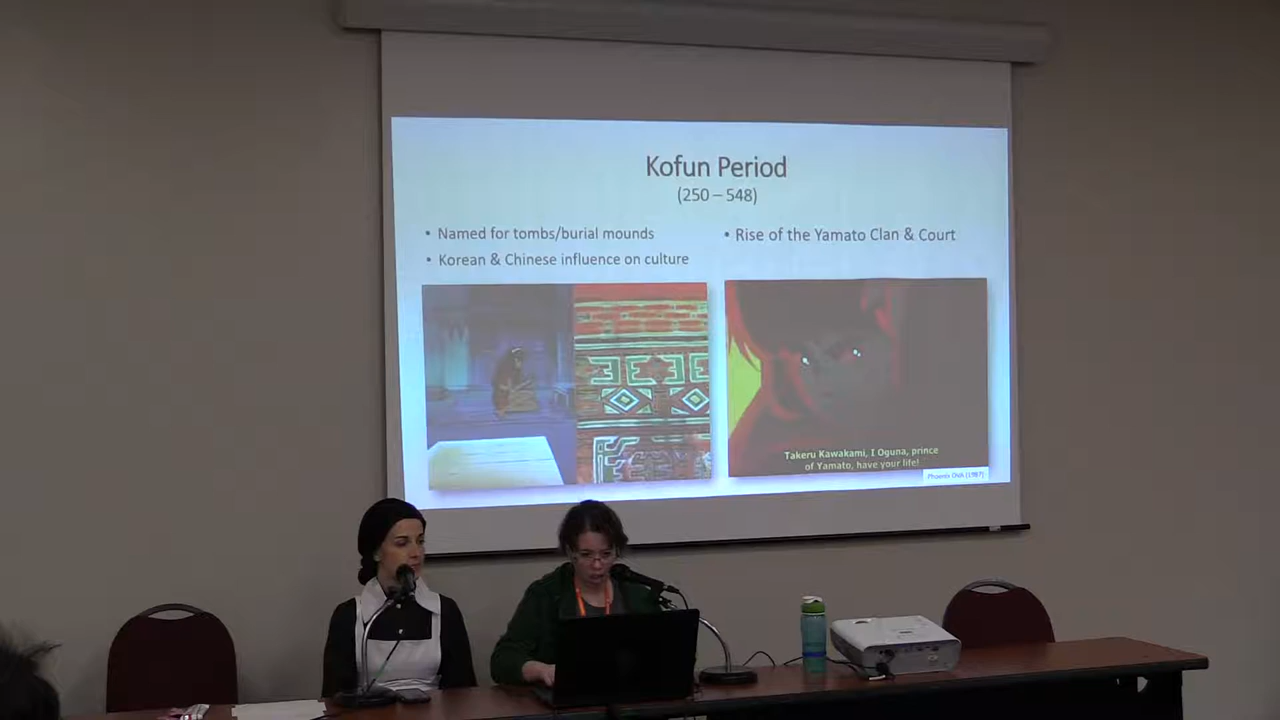 Kofun Period
(250 – 548)
• Named for tombs/burial mounds
• Korean & Chinese influence on culture
• Rise of the Yamato Clan & Court
Takeru Kawakami, I Oguna, prince
of Yamato, have your life!
(1987)